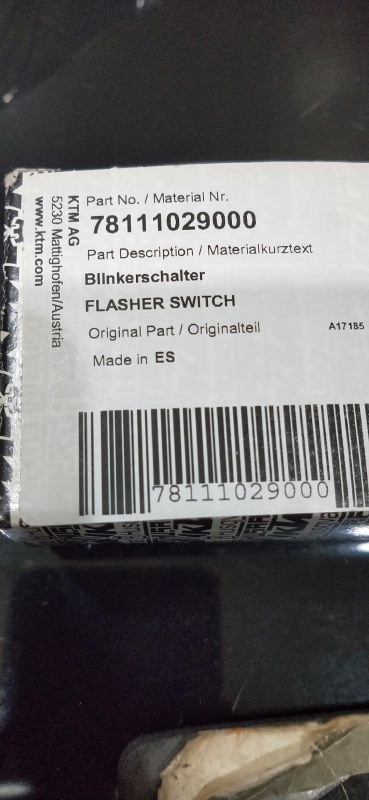 KTM AG
5230 Mattighofen/Austria
www.ktm.com
Part No. / Material Nr.
78111029000
Part Description / Materialkurztext
Blinkerschalter
FLASHER SWITCH
Original Part / Originalteil
A17185
Made in ES
78111029000